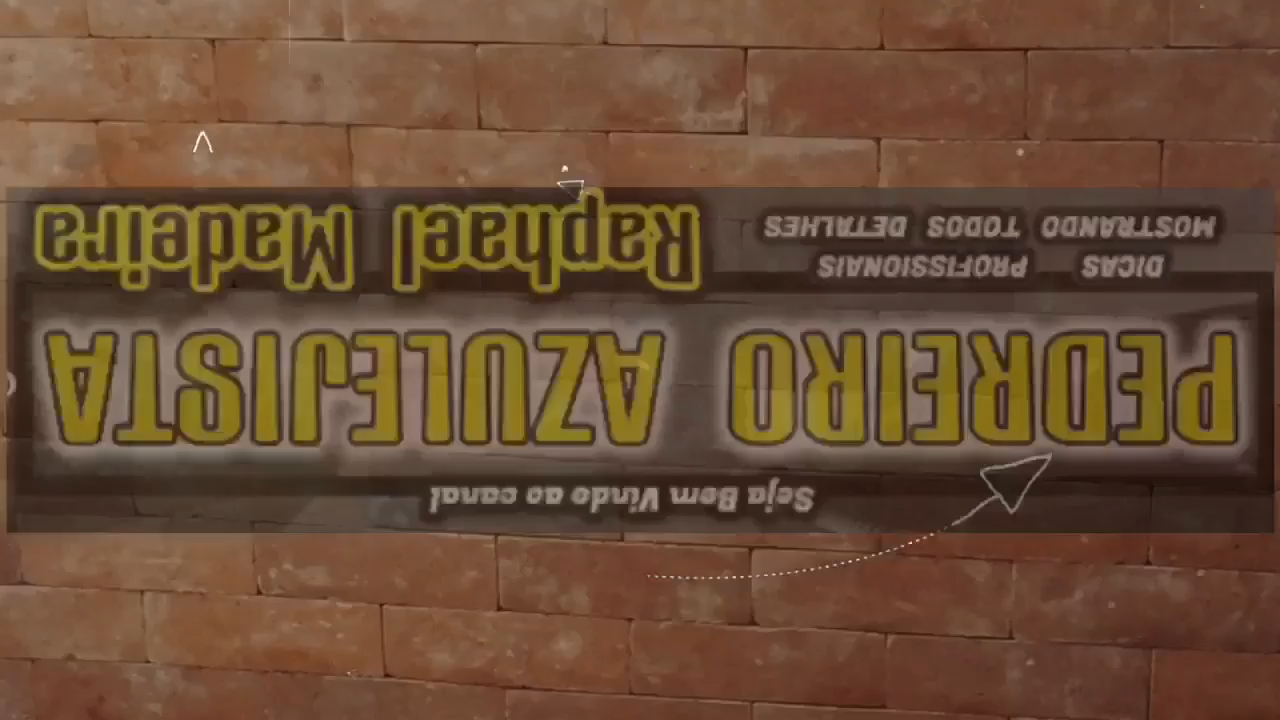 Seja Bem Vindo ao canal
PEDREIRO AZULEJISTA
DICAS PROFISSIONAIS
MOSTRANDO TODOS DETALHES
Raphael Madeira